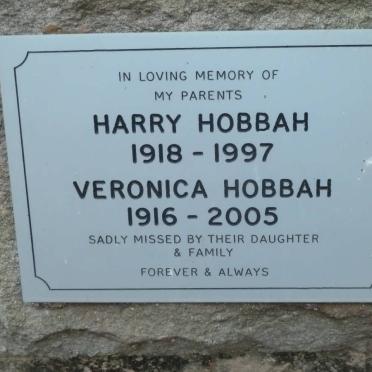 IN LOVING MEMORY OF
MY PARENTS
HARRY HOBBAH
1918 - 1997
VERONICA HOBBAH
1916 - 2005
SADLY MISSED BY THEIR DAUGHTER
& FAMILY
FOREVER & ALWAYS